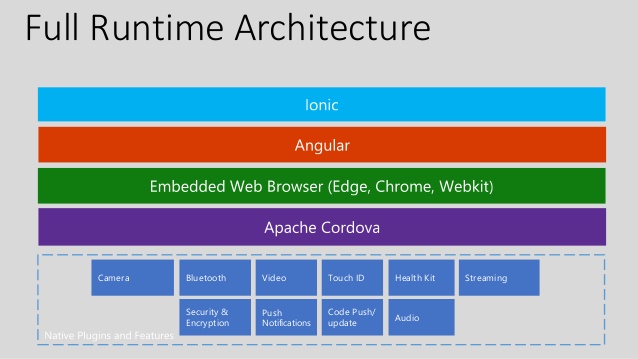 Full Runtime Architecture
Ionic
Angular
Embedded Web Browser (Edge, Chrome, Webkit)
Apache Cordova
Camera
Bluetooth
Video
Touch ID
Health Kit
Streaming
Security &
Encryption
Push
Notifications
Code Push/
update
Audio
Native Plugins and Features